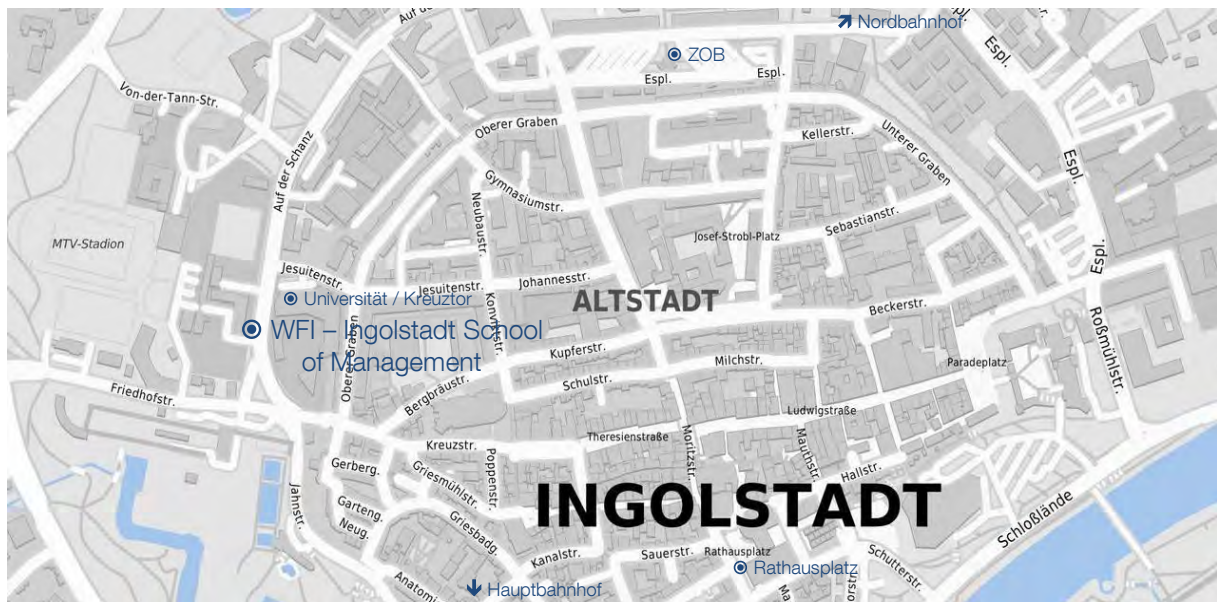 Auf der
Nordbahnhof
ZOB
Espl.
Espl.
Espl.
Von-der-Tann-Str.
Oberer Graben
Kellerstr.
Unterer Graben
Espl.
Auf der Schanz
Gymnasiumstr.
Neubaustr.
Sebastianstr.
Josef-Strobl-Platz
MTV-Stadion
Espl.
Jesuitenstr.
Jesuitenstr.
Johannesstr.
Universität / Kreuztor
ALTSTADT
Beckerstr.
Konviktstr.
WFI – Ingolstadt School
of Management
Oberer Graben
Roßmühlstr.
Kupferstr.
Milchstr.
Paradeplatz
Schulstr.
Bergbräustr.
Friedhofstr.
Ludwigstraße
Theresienstraße
Moritzstr.
Mauthstr.
Kreuzstr.
Poppenstr.
Gerberg.
Griesmühlstr.
Hallstr.
INGOLSTADT
Schloßlände
Jahnstr.
Garteng.
Neug.
Griesbadg.
Kanalstr.
Sauerstr.
Rathausplatz
Rathausplatz
Schutterstr.
Anatomi
Hauptbahnhof